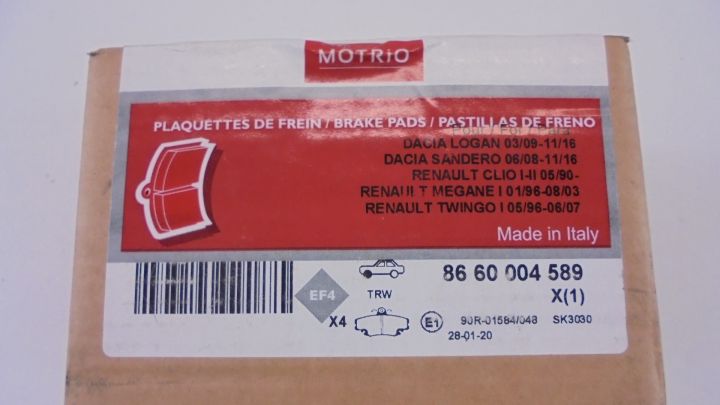 MOTRIO
PLAQUETTES DE FREIN / BRAKE PADS / PASTILLAS DE FRENO
Pour / For / Para
DACIA LOGAN 03/09-11/16
DACIA SANDERO 06/08-11/16
RENAULT CLIO I-II 05/90-
RENAULT MEGANE I 01/96-08/03
RENAULT TWINGO I 05/96-06/07
Made in Italy
EF4
TRW
86 60 004 589
X(1)
X4
E1
90R-01584/048
SK3030
28-01-20